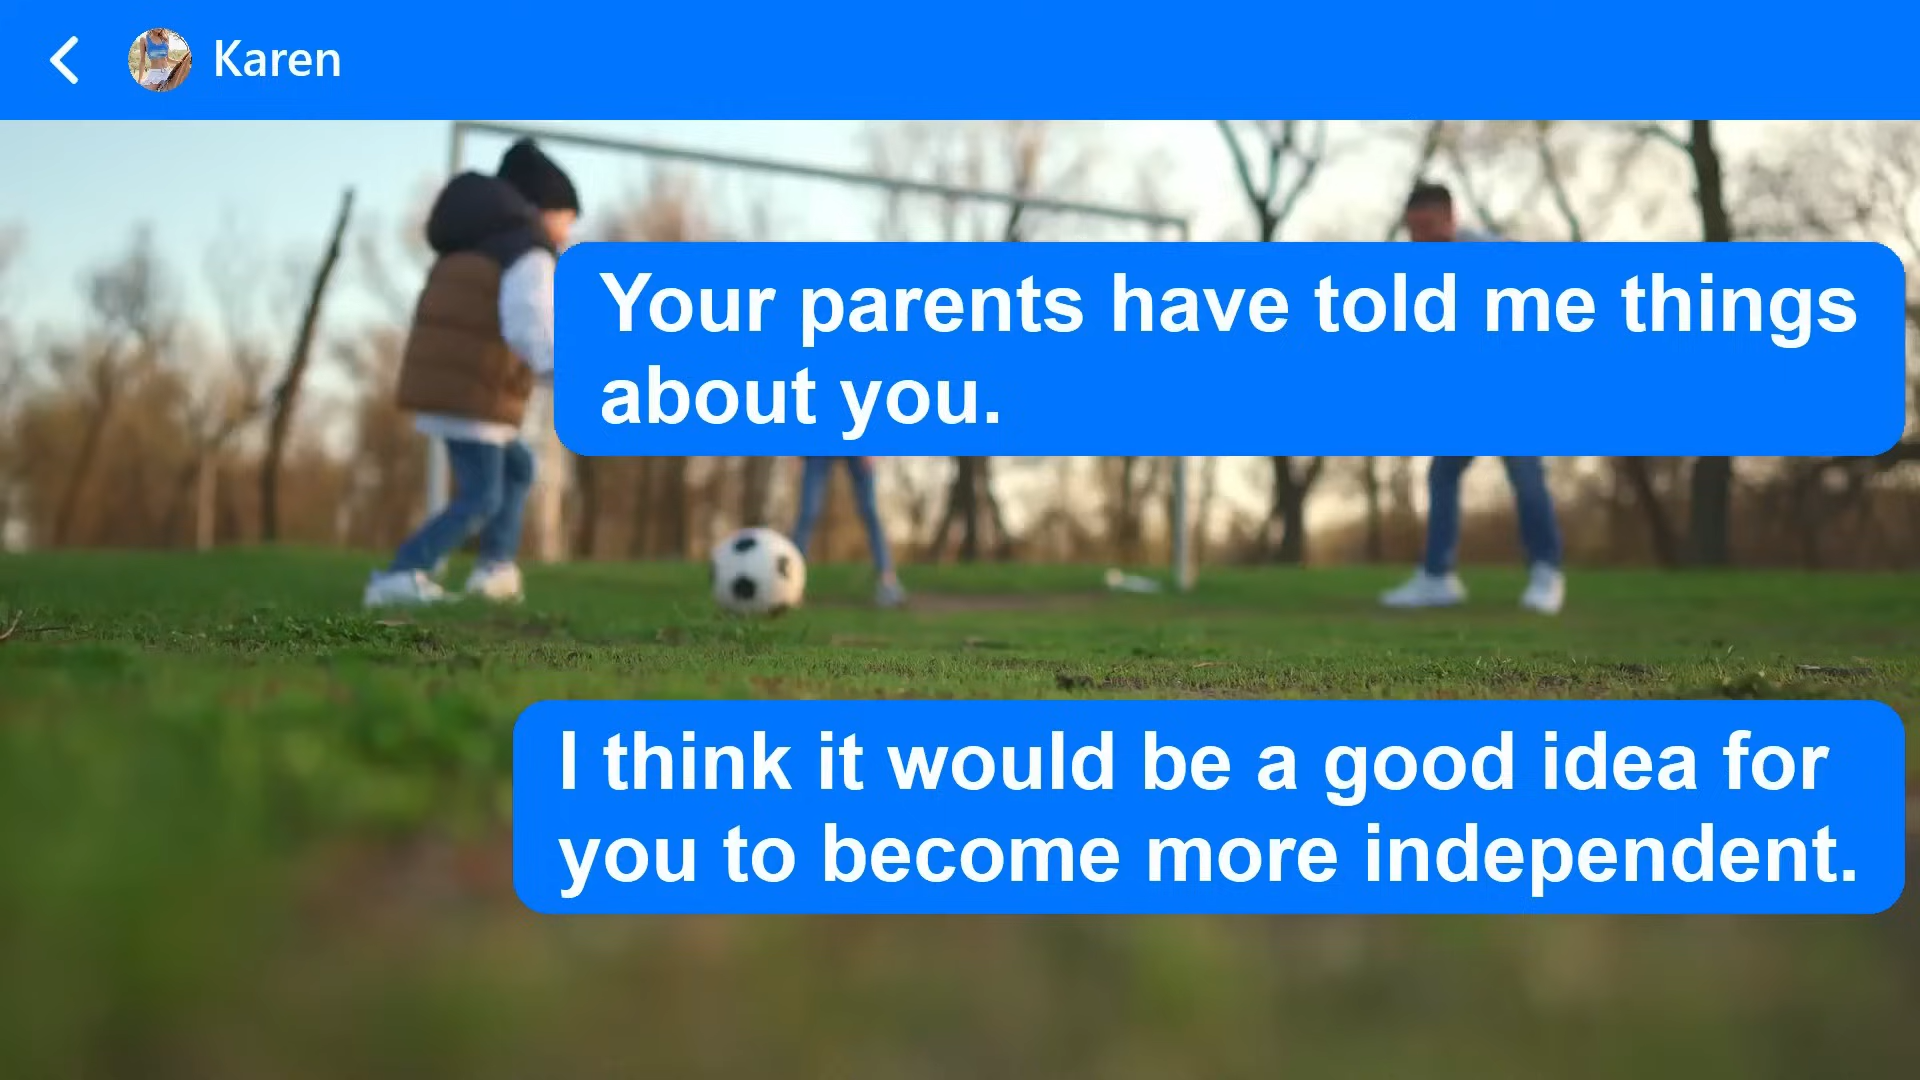 Karen
Your parents have told me things
about you.
I think it would be a good idea for
you to become more independent.